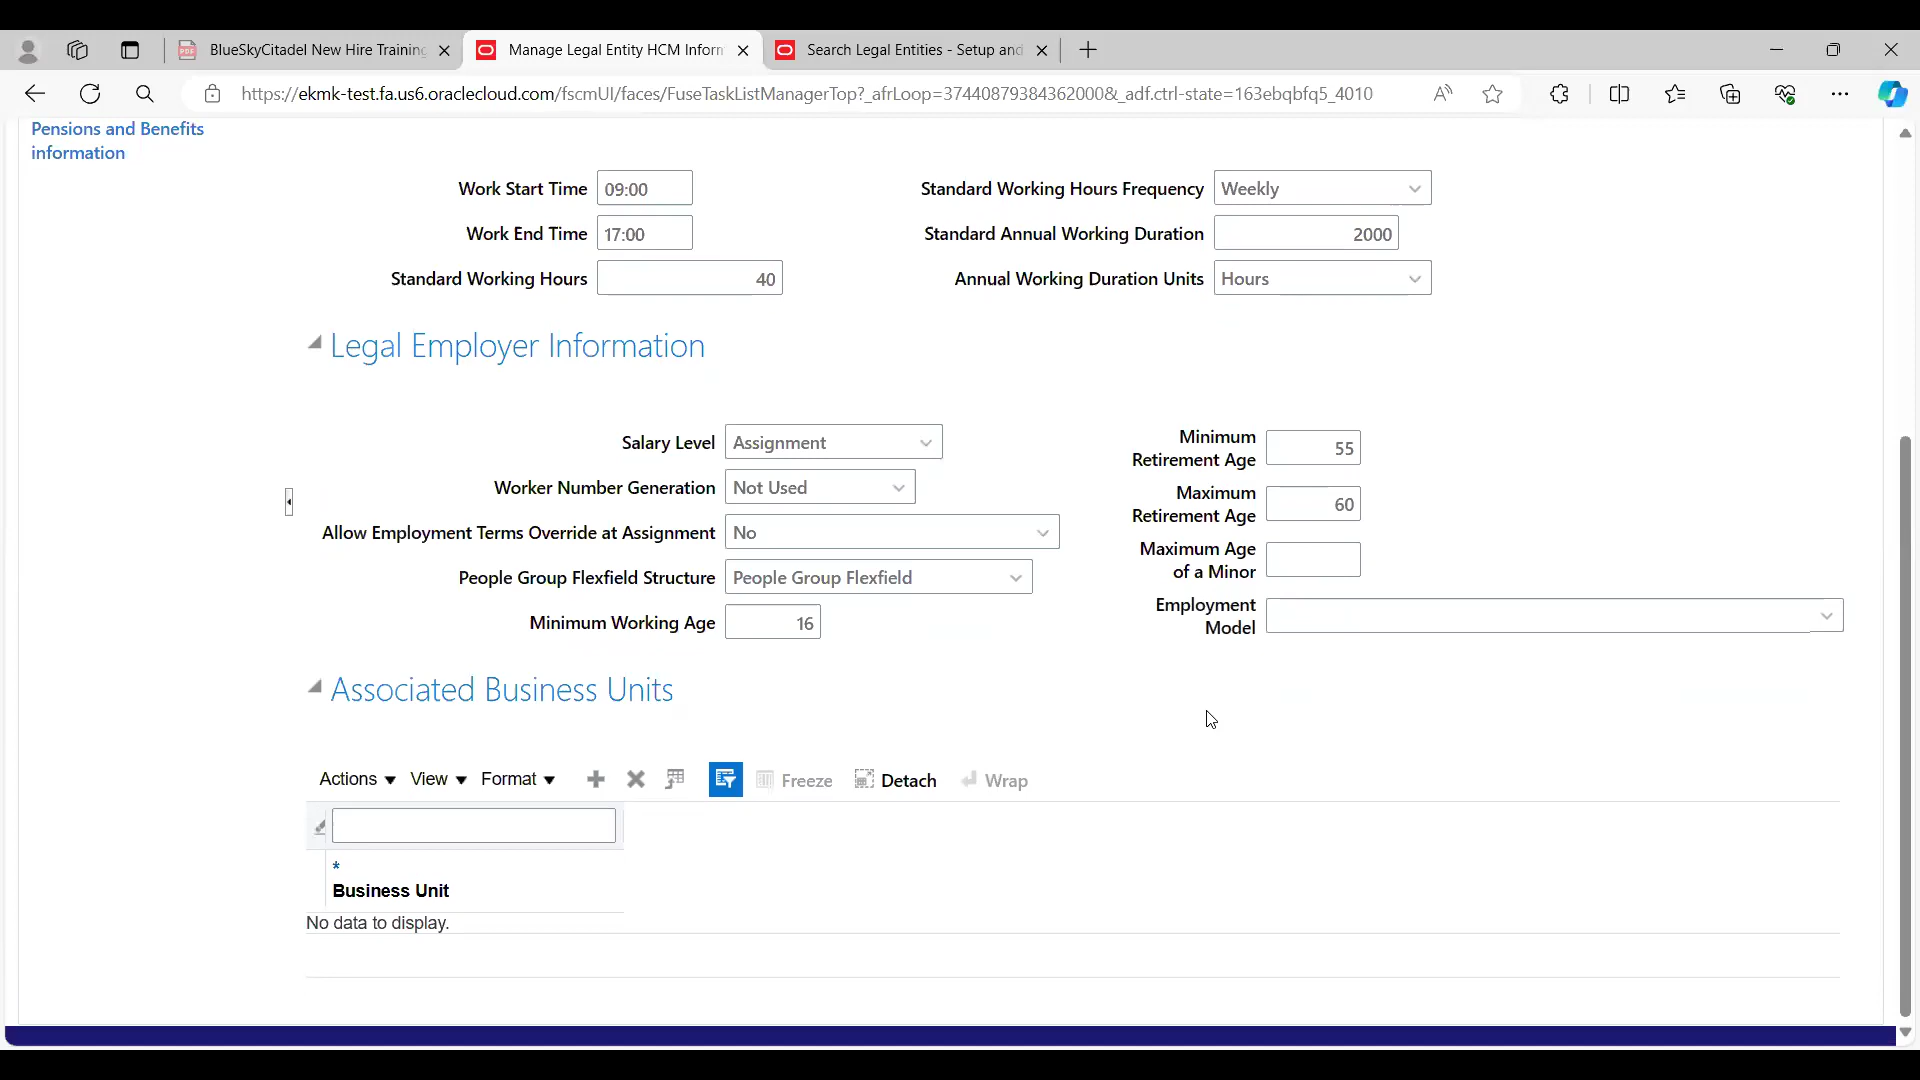 BlueSkyCitadel New Hire Training
Manage Legal Entity HCM Inform
Search Legal Entities - Setup and
https://ekmk-test.fa.us6.oraclecloud.com/fscmUI/faces/FuseTaskListManagerTop?_afrLoop=37440879384362000&_adf.ctrl-state=163ebqbfq5_4010
Pensions and Benefits
information
Work Start Time 09:00 Standard Working Hours Frequency Weekly
Work End Time 17:00 Standard Annual Working Duration 2000
Standard Working Hours 40 Annual Working Duration Units Hours
Legal Employer Information
Salary Level Assignment
Worker Number Generation Not Used
Allow Employment Terms Override at Assignment No
People Group Flexfield Structure People Group Flexfield
Minimum Working Age 16
Minimum
Retirement Age 55
Maximum
Retirement Age 60
Maximum Age
of a Minor
Employment
Model
Associated Business Units
Actions View Format Freeze Detach Wrap
*
Business Unit
No data to display.